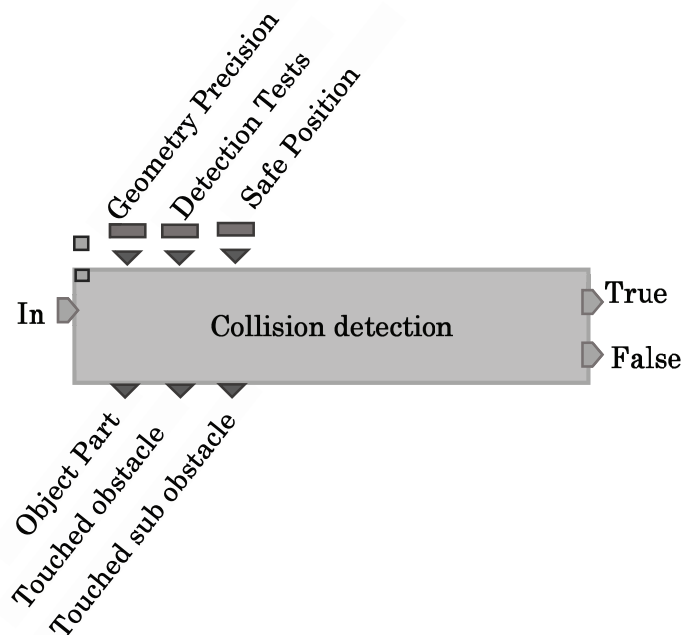 Geometry Precision
Detection Tests
Safe Position
In
Collision detection
True
False
Object Part
Touched obstacle
Touched sub obstacle